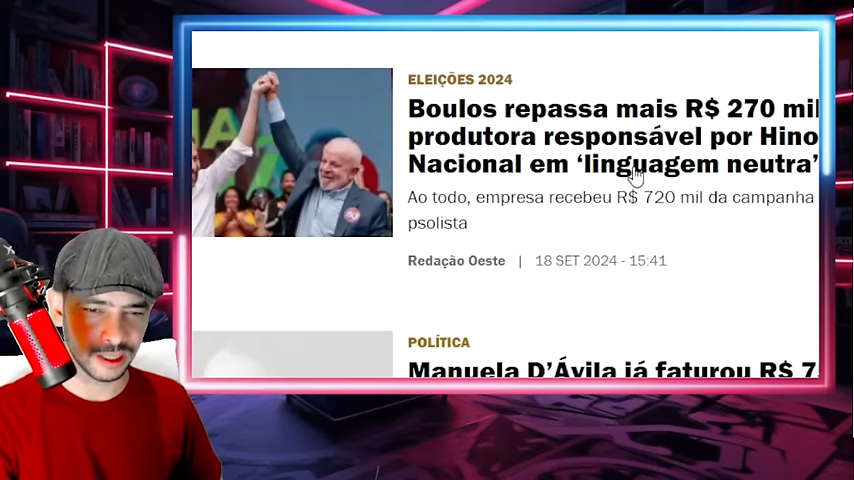 ELEIÇÕES 2024
Boulos repassa mais R$ 270 mil
produtora responsável por Hino
Nacional em ‘linguagem neutra’
Ao todo, empresa recebeu R$ 720 mil da campanha
psolista
Redação Oeste | 18 SET 2024 - 15:41
POLÍTICA
Manuela D’Ávila já faturou R$ 7